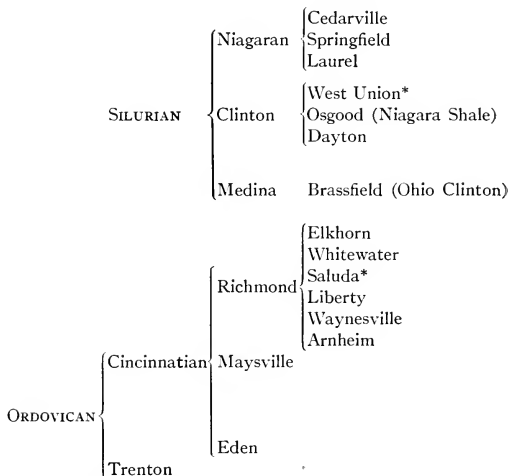 Cedarville
Niagaran Springfield
Laurel
West Union*
SILURIAN Clinton Osgood (Niagara Shale)
Dayton
Medina Brassfield (Ohio Clinton)
Elkhorn
Whitewater
Saluda*
Richmond
Liberty
Waynesville
Arnheim
Cincinnatian Maysville
ORDOVICAN
Eden
Trenton